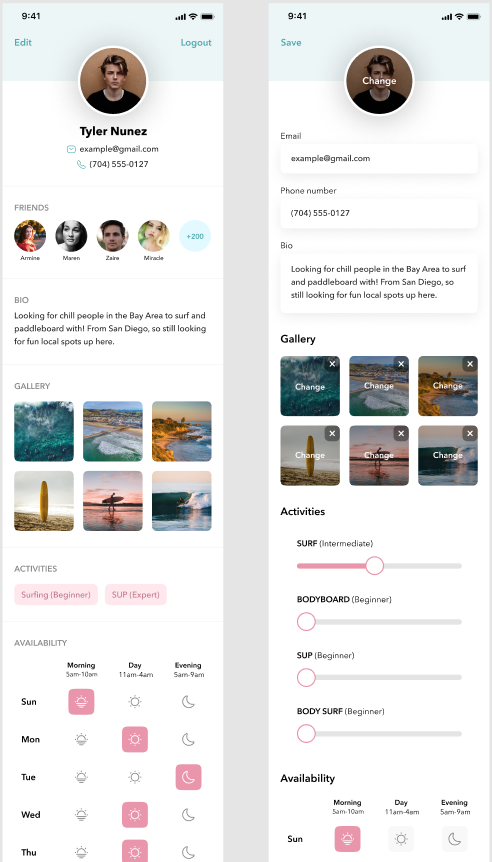 9:41
Edit
Logout
Tyler Nunez
example@gmail.com
(704) 555-0127
FRIENDS
Armine
Maren
Zaire
Miracle
+200
BIO
Looking for chill people in the Bay Area to surf and
paddleboard with! From San Diego, so still looking
for fun local spots up here.
GALLERY
ACTIVITIES
Surfing (Beginner)
SUP (Expert)
AVAILABILITY
Morning
Day
Evening
5am-10am
11am-4am
5am-9am
Sun
Mon
Tue
Wed
Thu
9:41
Save
Change
Email
example@gmail.com
Phone number
(704) 555-0127
Bio
Looking for chill people in the Bay Area to surf
and paddleboard with! From San Diego, so
still looking for fun local spots up here.
Gallery
Change
Change
Change
Change
Change
Change
Activities
SURF (Intermediate)
BODYBOARD (Beginner)
SUP (Beginner)
BODY SURF (Beginner)
Availability
Morning
Day
Evening
5am-10am
11am-4am
5am-9am
Sun